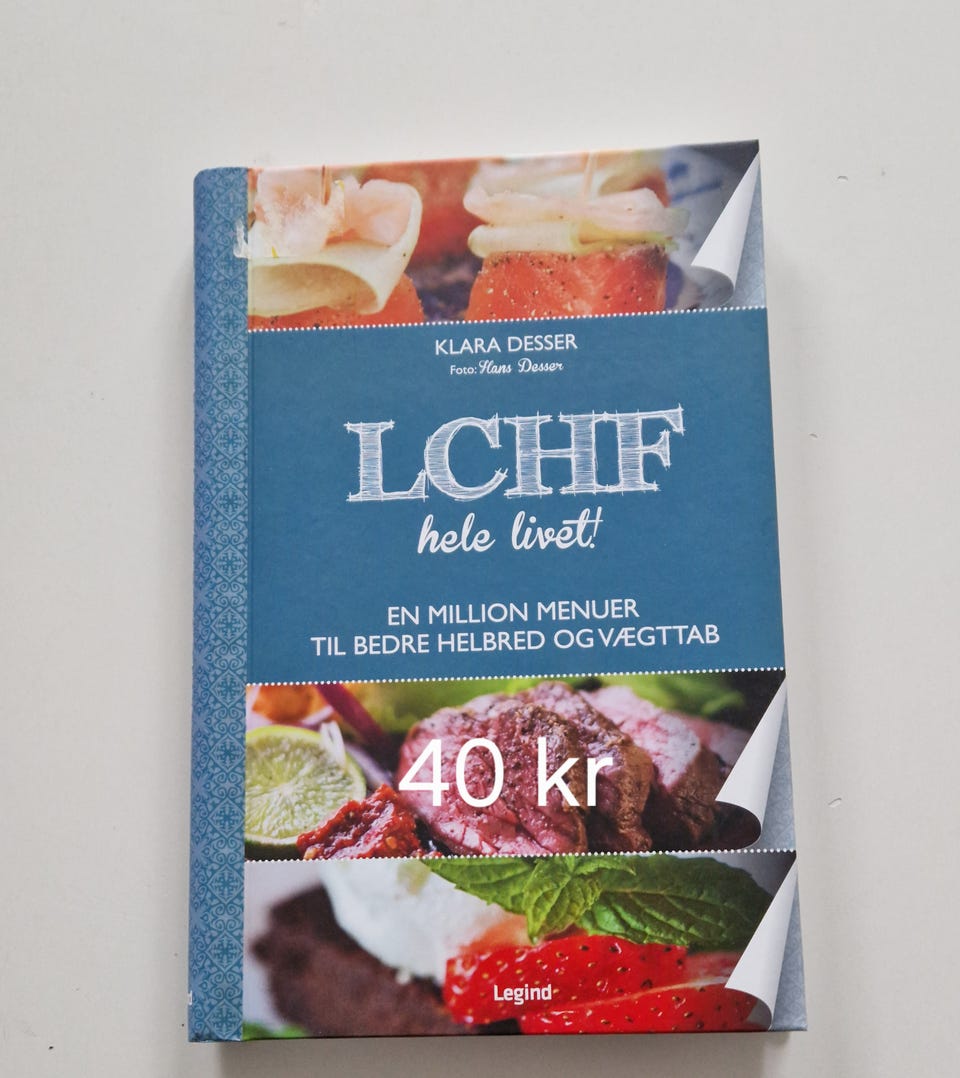 KLARA DESSER
Foto: Hans Desser
LCHF
hele livet!
EN MILLION MENUER
TIL BEDRE HELBRED OG VÆGTTAB
40 kr
Legind